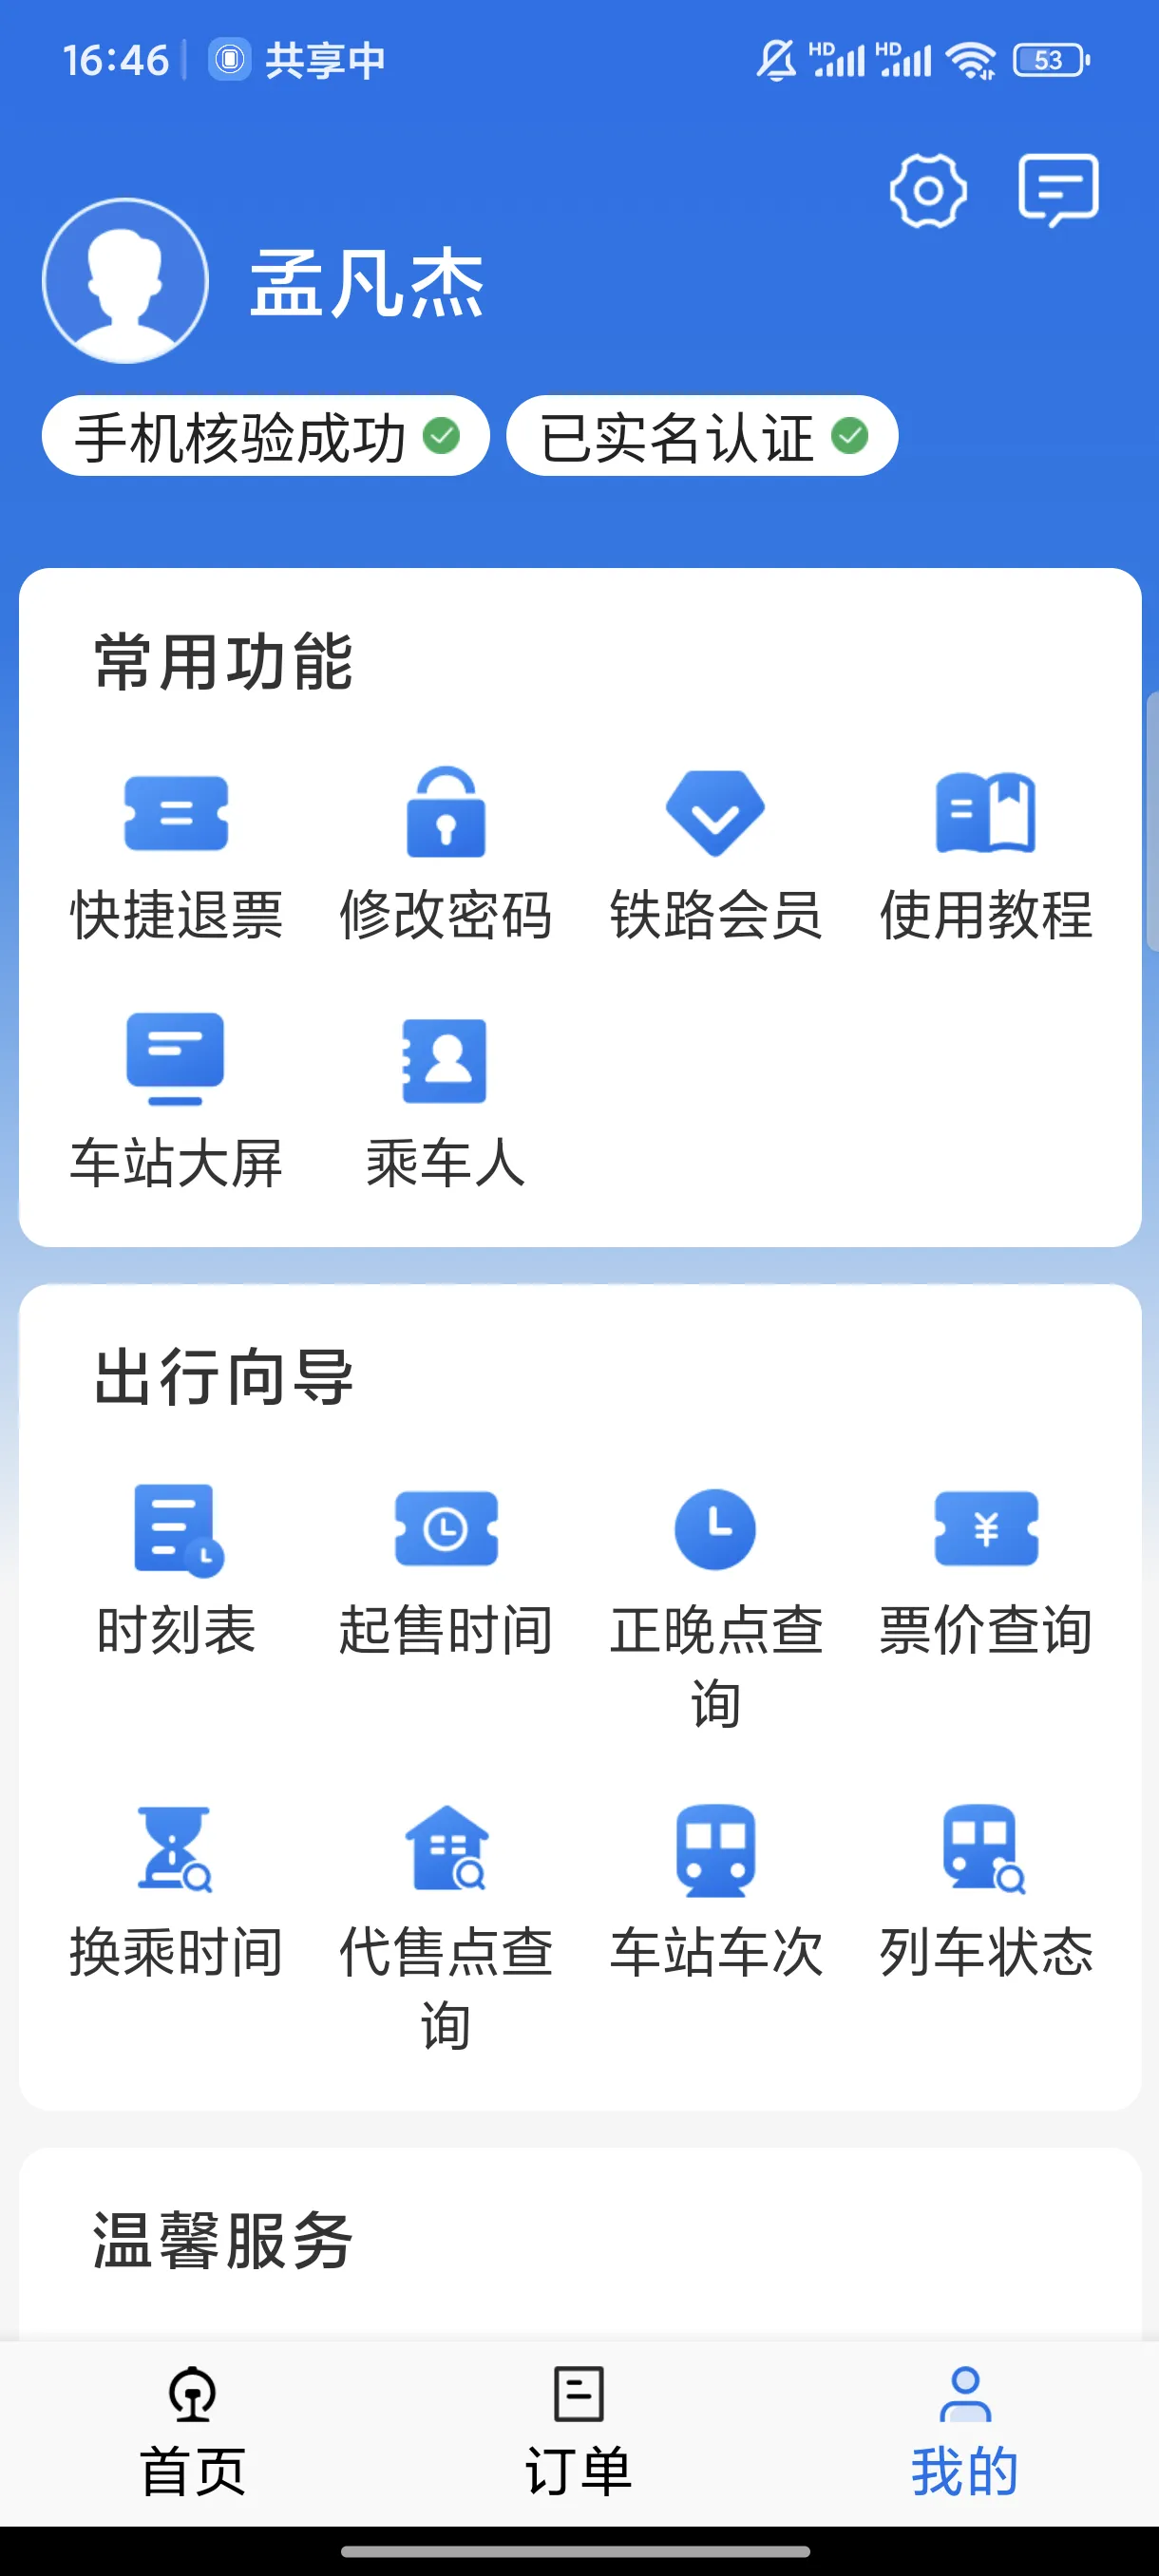 16:46 共享中 HD HD 53
孟凡杰
手机核验成功 已实名认证
常用功能
快捷退票 修改密码 铁路会员 使用教程
车站大屏 乘车人
出行向导
时刻表 起售时间 正晚点查询 票价查询
换乘时间 代售点查询 车站车次 列车状态
温馨服务
首页 订单 我的